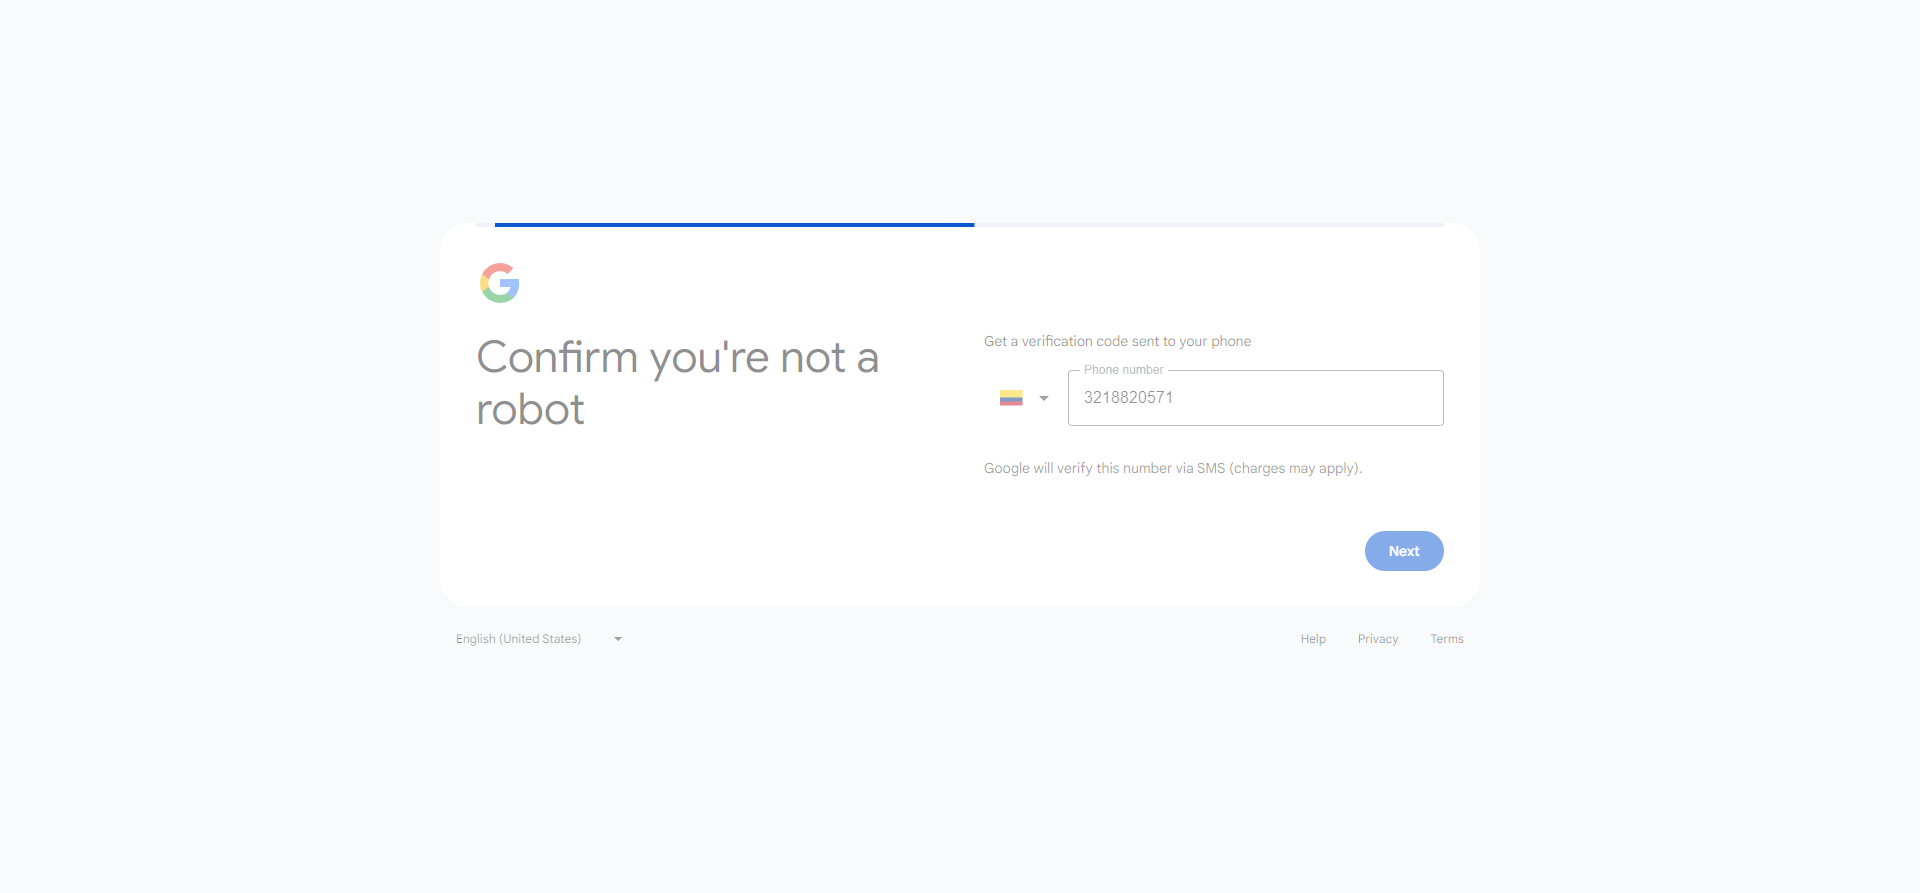 Confirm you're not a
robot
Get a verification code sent to your phone
Phone number
3218820571
Google will verify this number via SMS (charges may apply).
Next
English (United States)
Help
Privacy
Terms